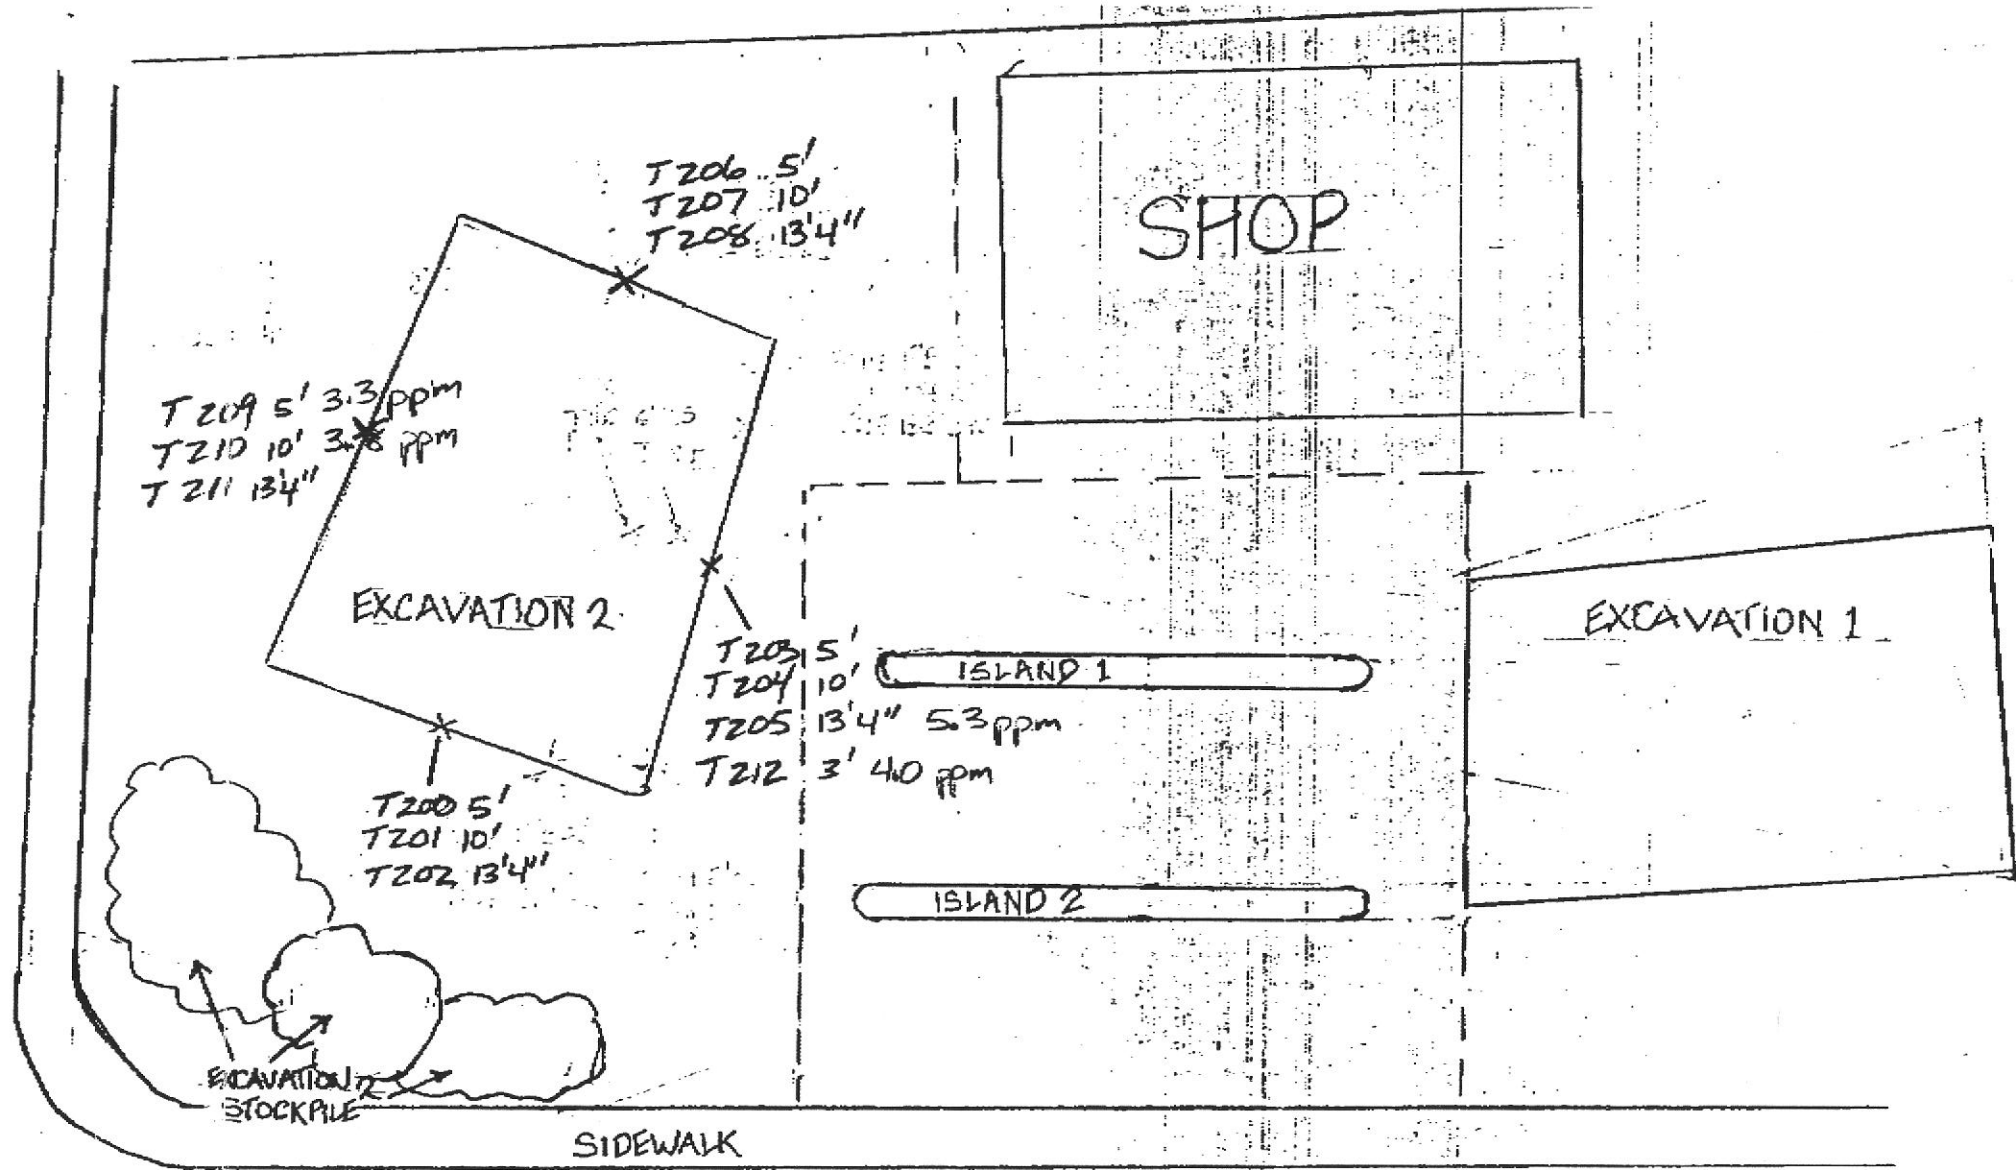 T206 5'
T207 10'
T208 13'4"
SHOP
T209 5' 3.3 ppm
T210 10' ppm
T211 13'4"
EXCAVATION 2
EXCAVATION 1
T203 5'
T204 10'
T205 13'4" 5.3 ppm
T212 3' 4.0 ppm
ISLAND 1
T200 5'
T201 10'
T202 13'4"
ISLAND 2
EXCAVATION 2
STOCKPILE
SIDEWALK